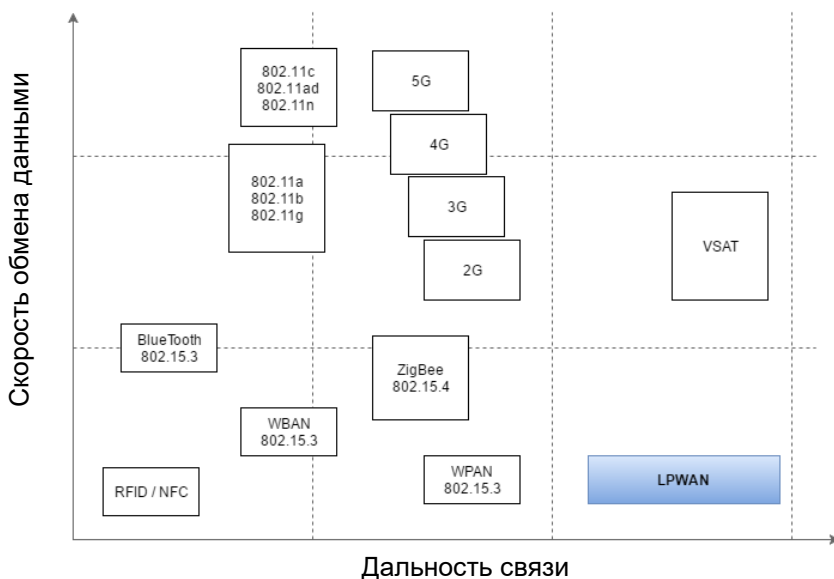 Скорость обмена данными
802.11c
802.11ad
802.11n
5G
4G
802.11a
802.11b
802.11g
3G
VSAT
2G
BlueTooth
802.15.3
ZigBee
802.15.4
WBAN
802.15.3
RFID / NFC
WPAN
802.15.3
LPWAN
Дальность связи